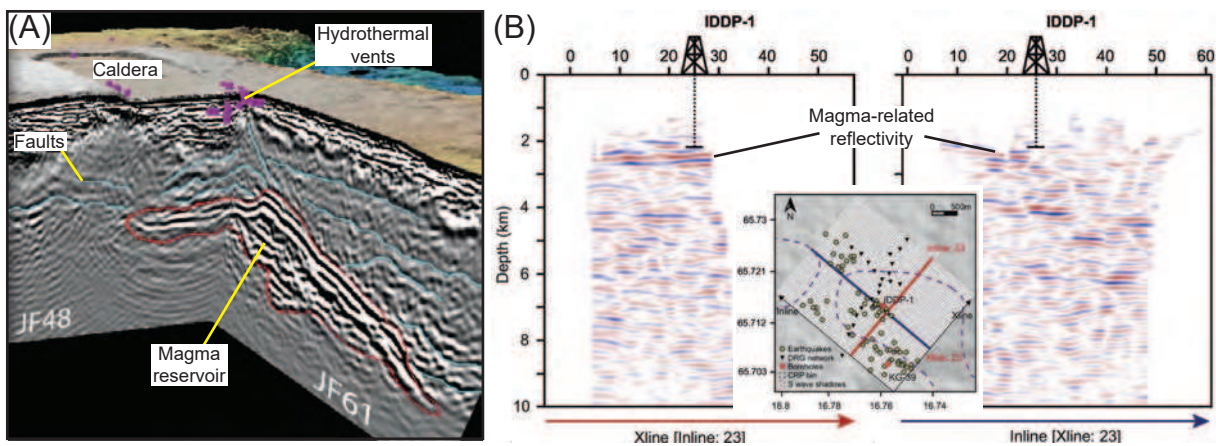 (A)
Hydrothermal
vents
Caldera
Faults
JF48
Magma
reservoir
JF61
(B)
IDDP-1
0 10 20 30 40 50
IDDP-1
0 10 20 30 40 50 60
0
2
4
6
8
10
Depth (km)
Magma-related
reflectivity
N
0 500m
65.73
65.721
65.712
65.703
Inline: 23
IDDP-1
Inline
Xline
Xline: 23
KG-39
Earthquakes
DRG network
Boreholes
CRP bin
S wave shadows
16.8 16.78 16.76 16.74
Xline [Inline: 23]
Inline [Xline: 23]